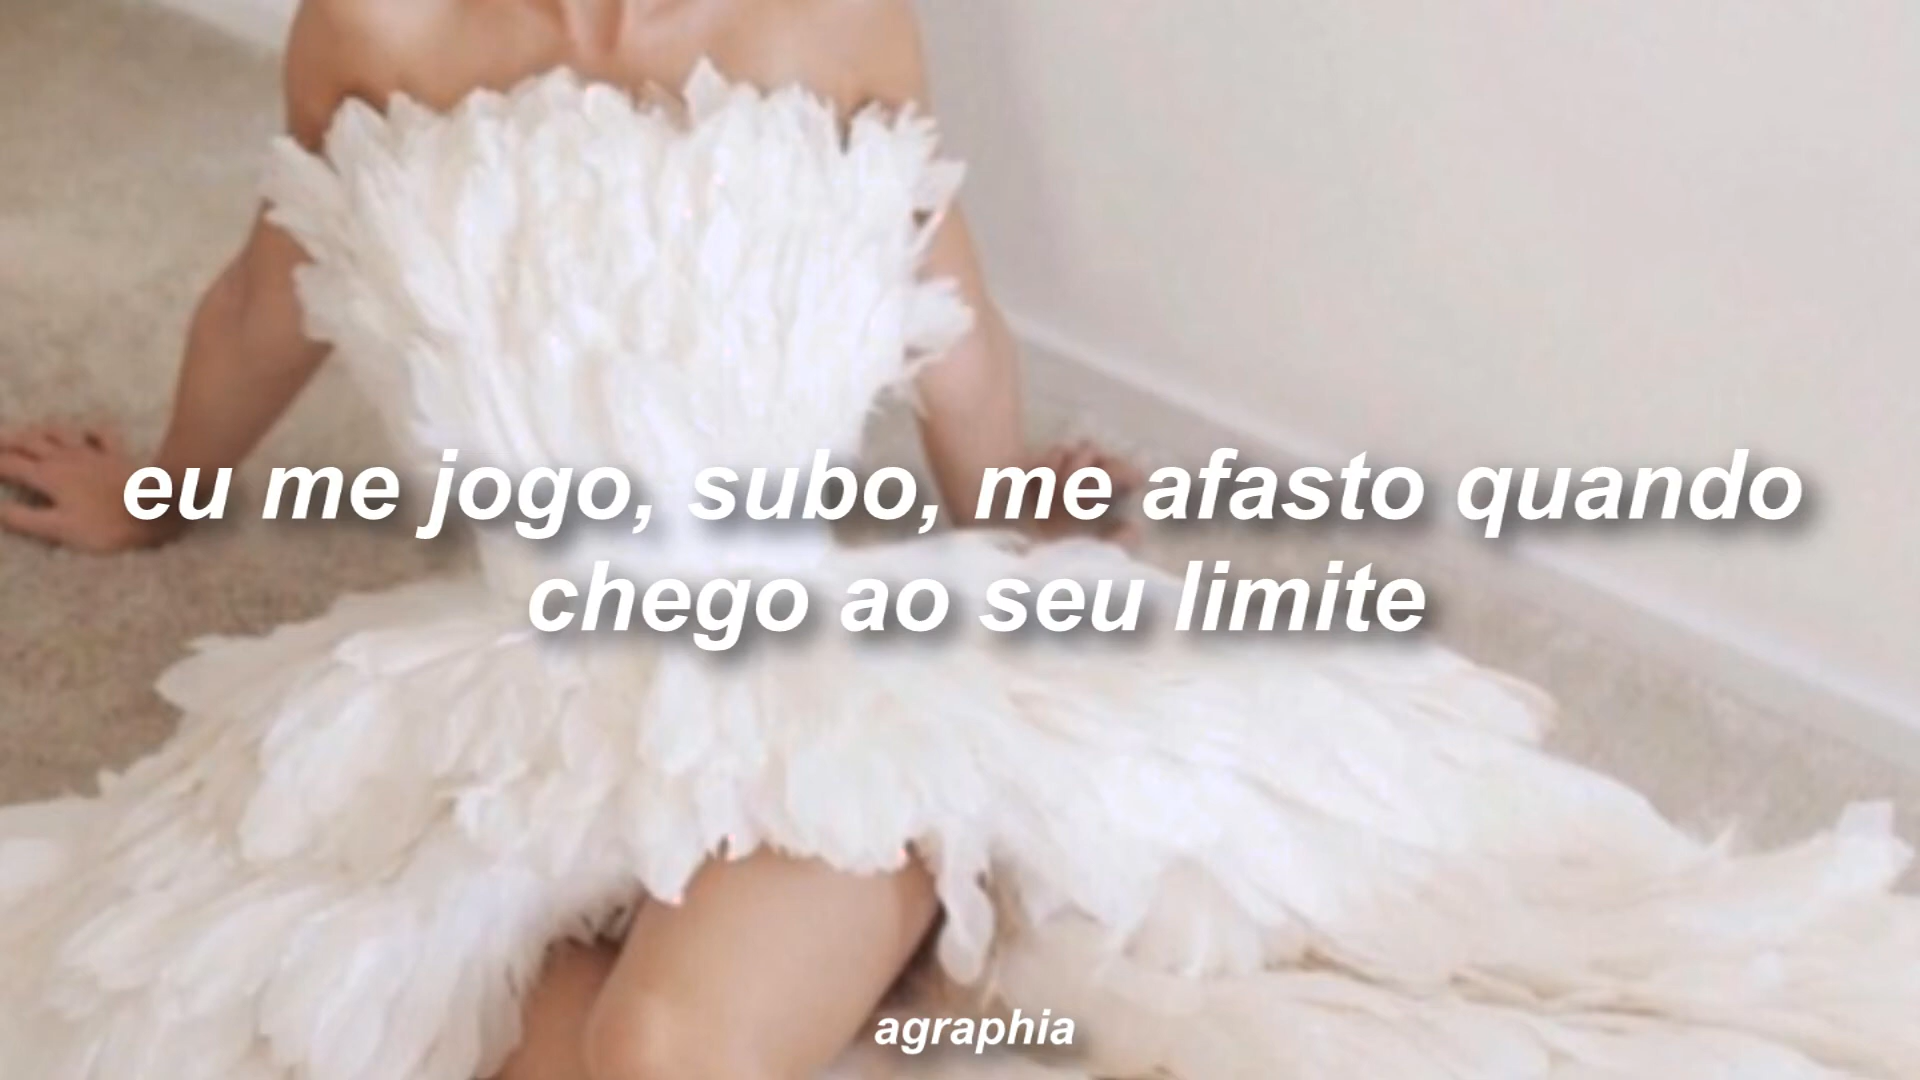 eu me jogo, subo, me afasto quando
chego ao seu limite
agraphia